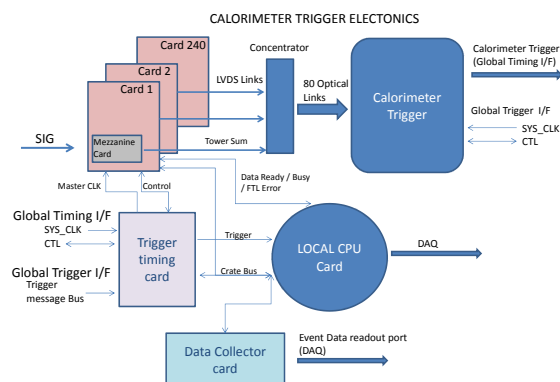 CALORIMETER TRIGGER ELECTONICS
Card 240
Card 2
Card 1
Mezzanine
Card
SIG
LVDS Links
Tower Sum
Concentrator
80 Optical
Links
Calorimeter
Trigger
Calorimeter Trigger
(Global Timing I/F)
Global Trigger I/F
SYS_CLK
CTL
Master CLK
Control
Data Ready / Busy
/ FTL Error
Global Timing I/F
SYS_CLK
CTL
Global Trigger I/F
Trigger
message Bus
Trigger
timing
card
Trigger
Crate Bus
LOCAL CPU
Card
DAQ
Data Collector
card
Event Data readout port
(DAQ)